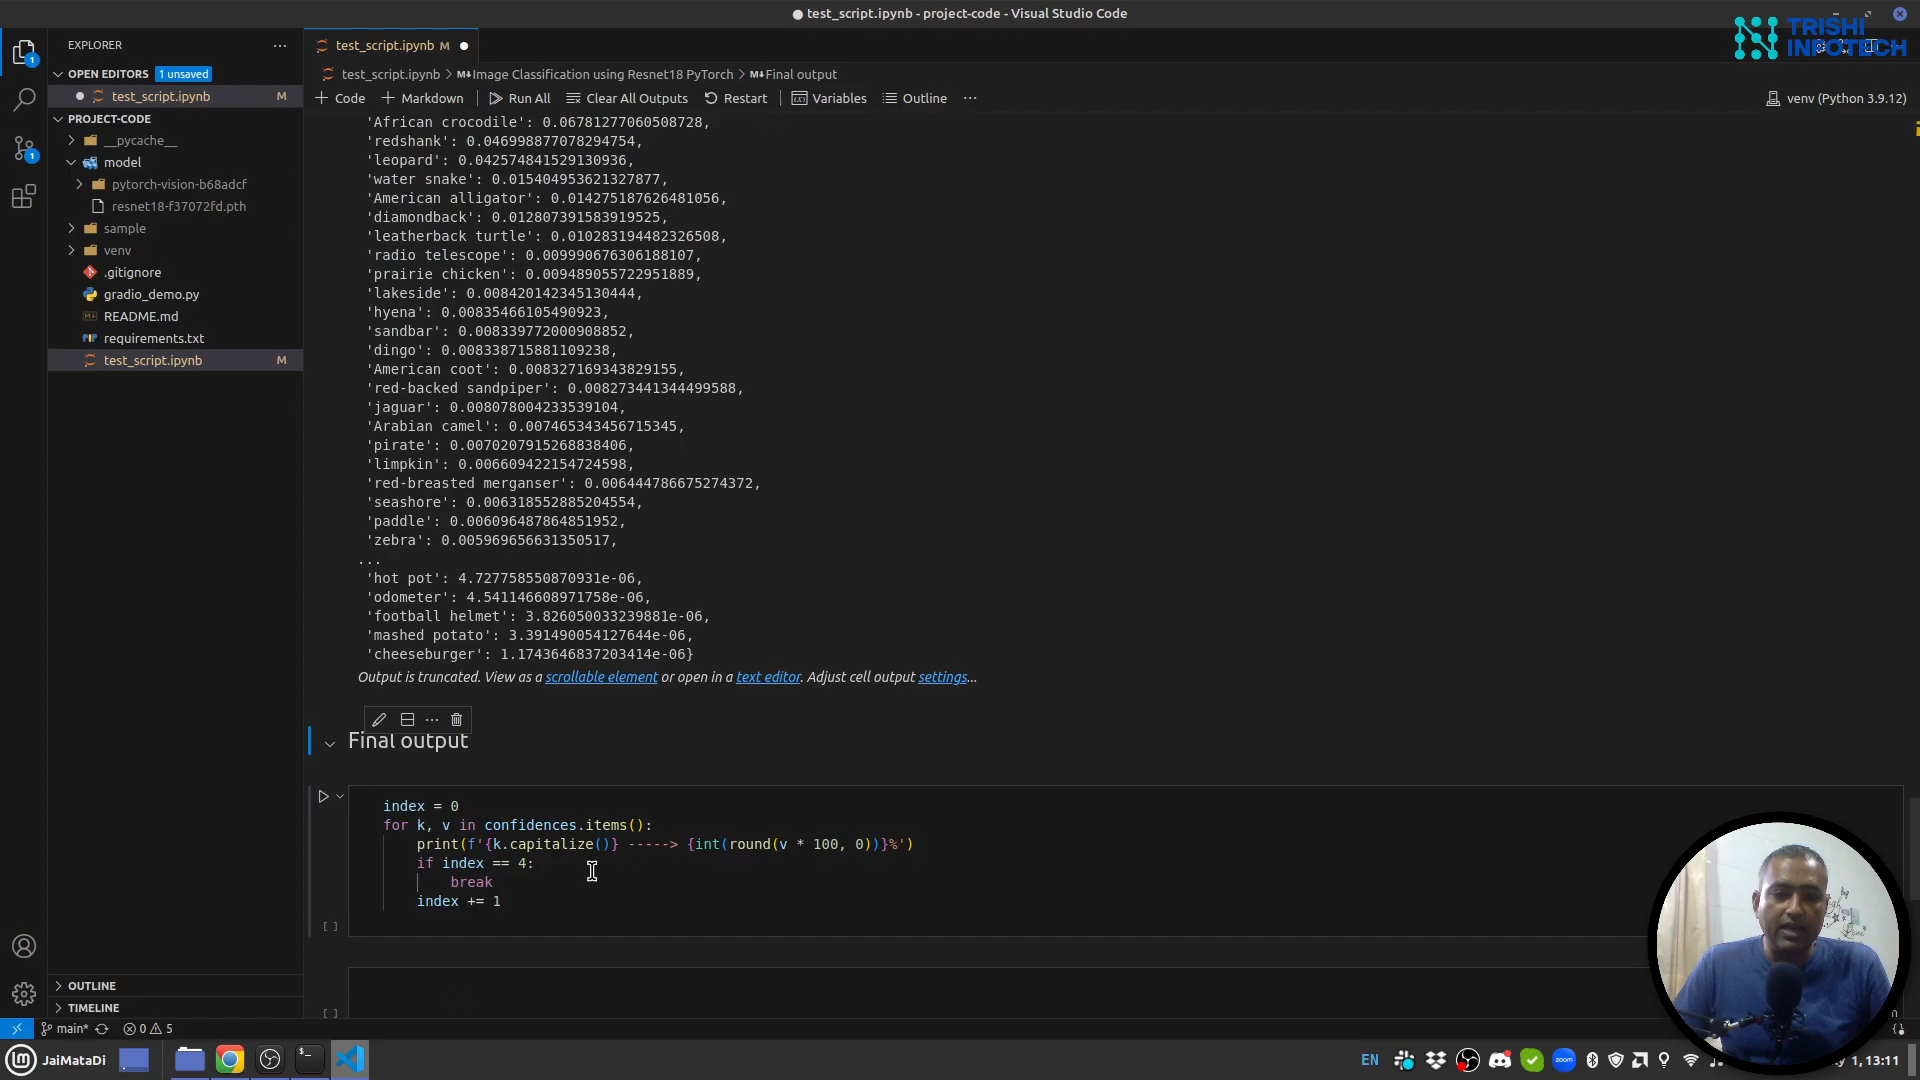 test_script.ipynb - project-code - Visual Studio Code
TRISHI
INFOTECH
EXPLORER
OPEN EDITORS
1 unsaved
test_script.ipynb
M
PROJECT-CODE
__pycache__
model
pytorch-vision-b68adcf
resnet18-f37072fd.pth
sample
venv
.gitignore
gradio_demo.py
README.md
requirements.txt
test_script.ipynb
M
OUTLINE
TIMELINE
test_script.ipynb M
test_script.ipynb > Image Classification using Resnet18 PyTorch > Final output
+ Code + Markdown Run All Clear All Outputs Restart Variables Outline ...
venv (Python 3.9.12)
'African crocodile': 0.06781277060508728,
'redshank': 0.046998877078294754,
'leopard': 0.042574841529130936,
'water snake': 0.015404953621327877,
'American alligator': 0.014275187626481056,
'diamondback': 0.012807391583919525,
'leatherback turtle': 0.010283194482326508,
'radio telescope': 0.009990676306188107,
'prairie chicken': 0.009489055722951889,
'lakeside': 0.008420142345130444,
'hyena': 0.00835466105490923,
'sandbar': 0.008339772000908852,
'dingo': 0.008338715881109238,
'American coot': 0.008327169343829155,
'red-backed sandpiper': 0.008273441344499588,
'jaguar': 0.008078004233539104,
'Arabian camel': 0.007465343456715345,
'pirate': 0.0070207915268838406,
'limpkin': 0.006609422154724598,
'red-breasted merganser': 0.006444786675274372,
'seashore': 0.006318552885204554,
'paddle': 0.006096487864851952,
'zebra': 0.005969656631350517,
...
'hot pot': 4.727758550870931e-06,
'odometer': 4.541146608971758e-06,
'football helmet': 3.826050033239881e-06,
'mashed potato': 3.391490054127644e-06,
'cheeseburger': 1.1743646837203414e-06}
Output is truncated. View as a scrollable element or open in a text editor. Adjust cell output settings...
Final output
index = 0
for k, v in confidences.items():
print(f'{k.capitalize()} -----> {int(round(v * 100, 0))}%')
if index == 4:
break
index += 1
[ ]
[ ]
main*
0 5
JaiMataDi
EN
zoom
1, 13:11